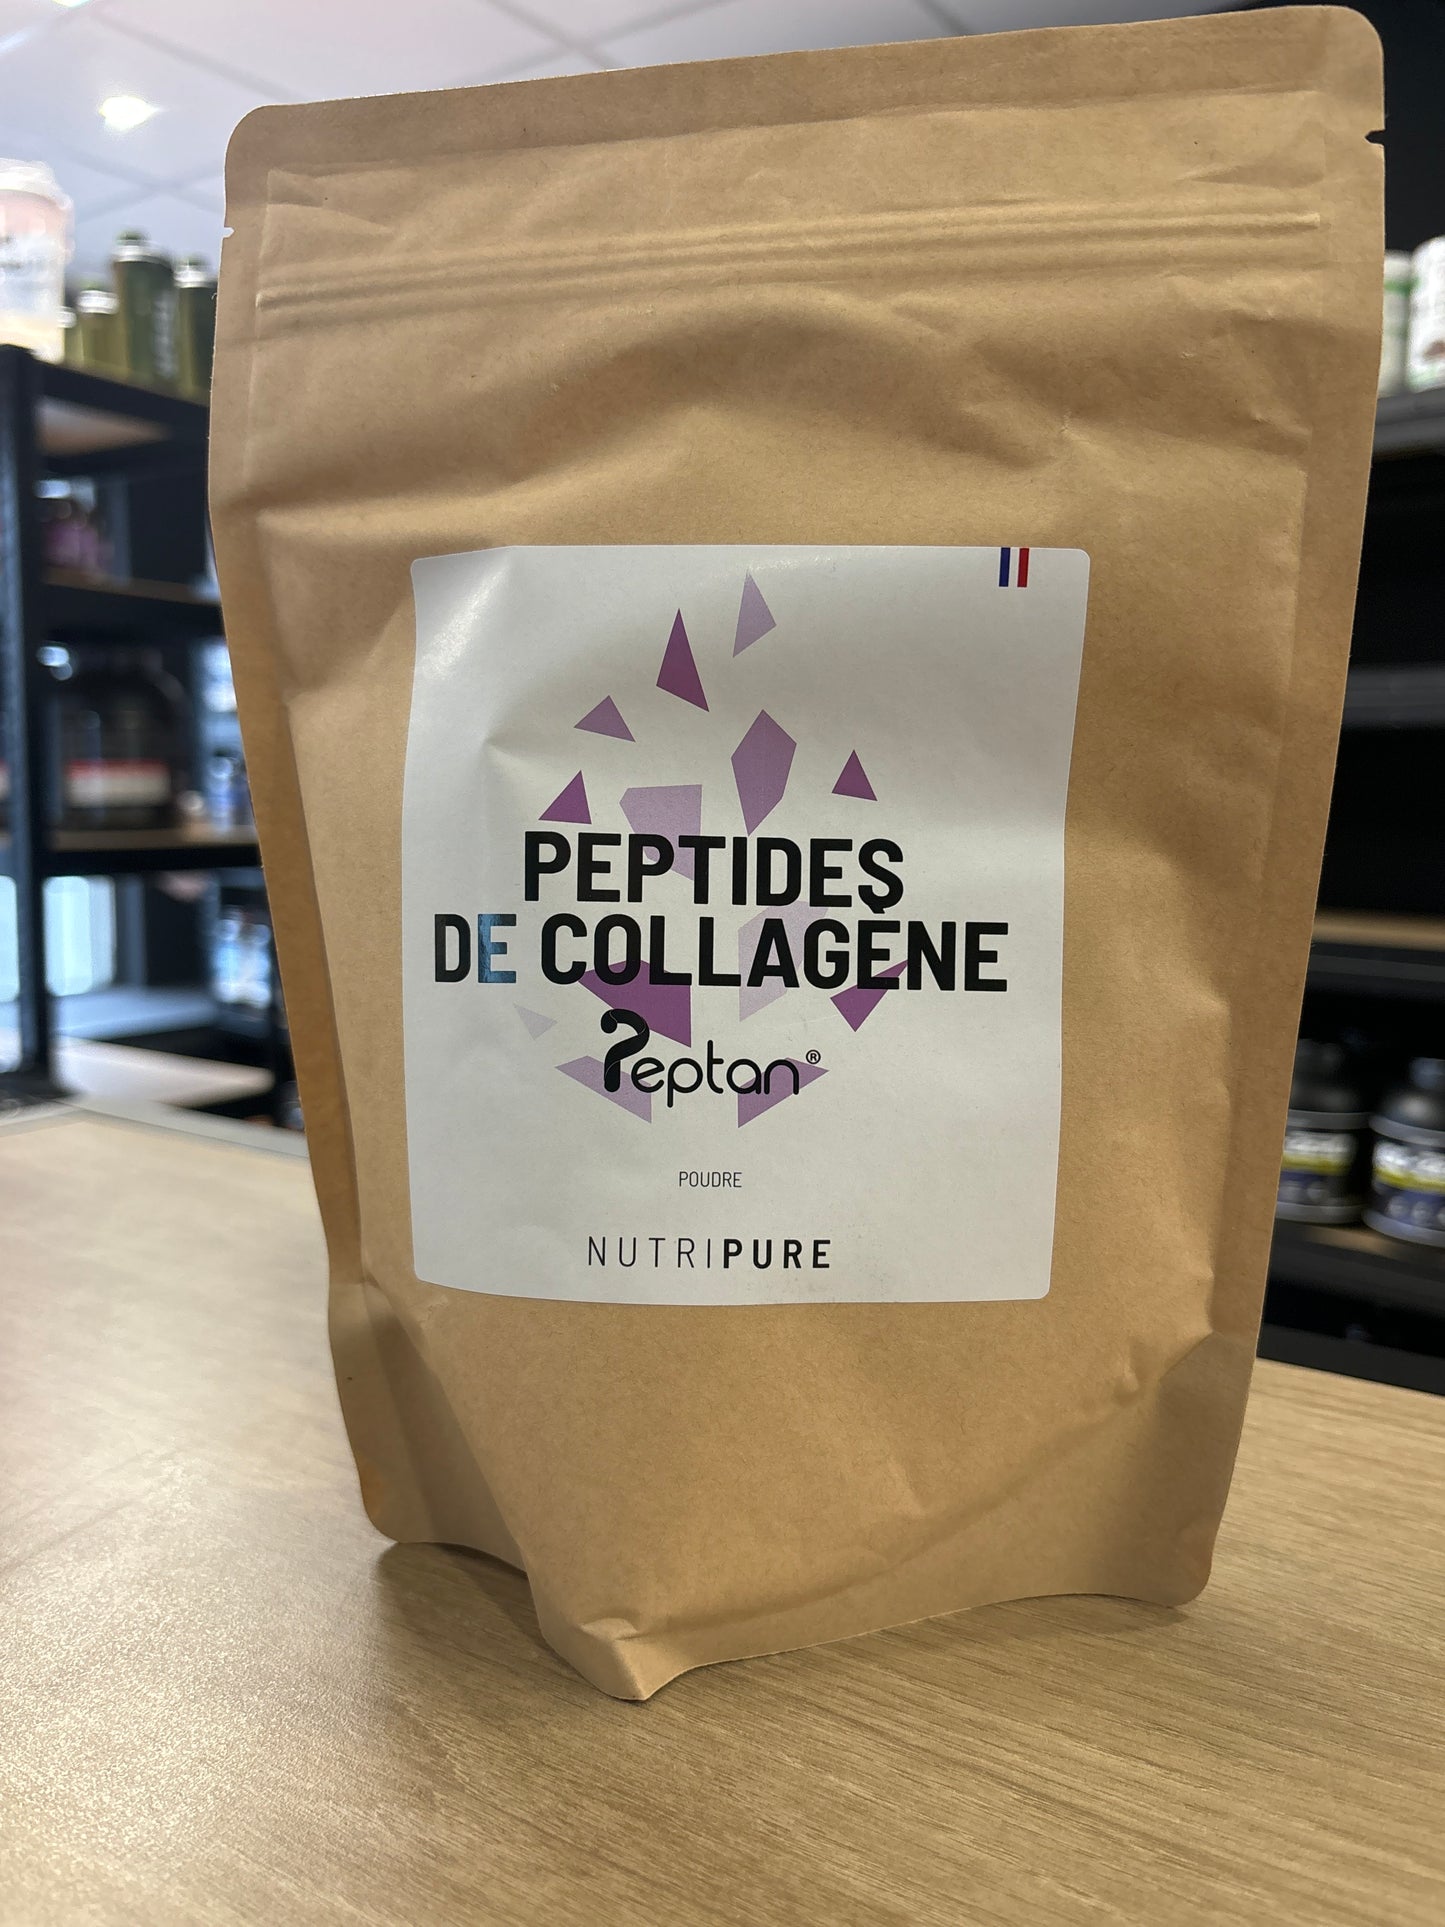 PEPTIDES
DE COLLAGÈNE
Peptan®
POUDRE
NUTRIPURE